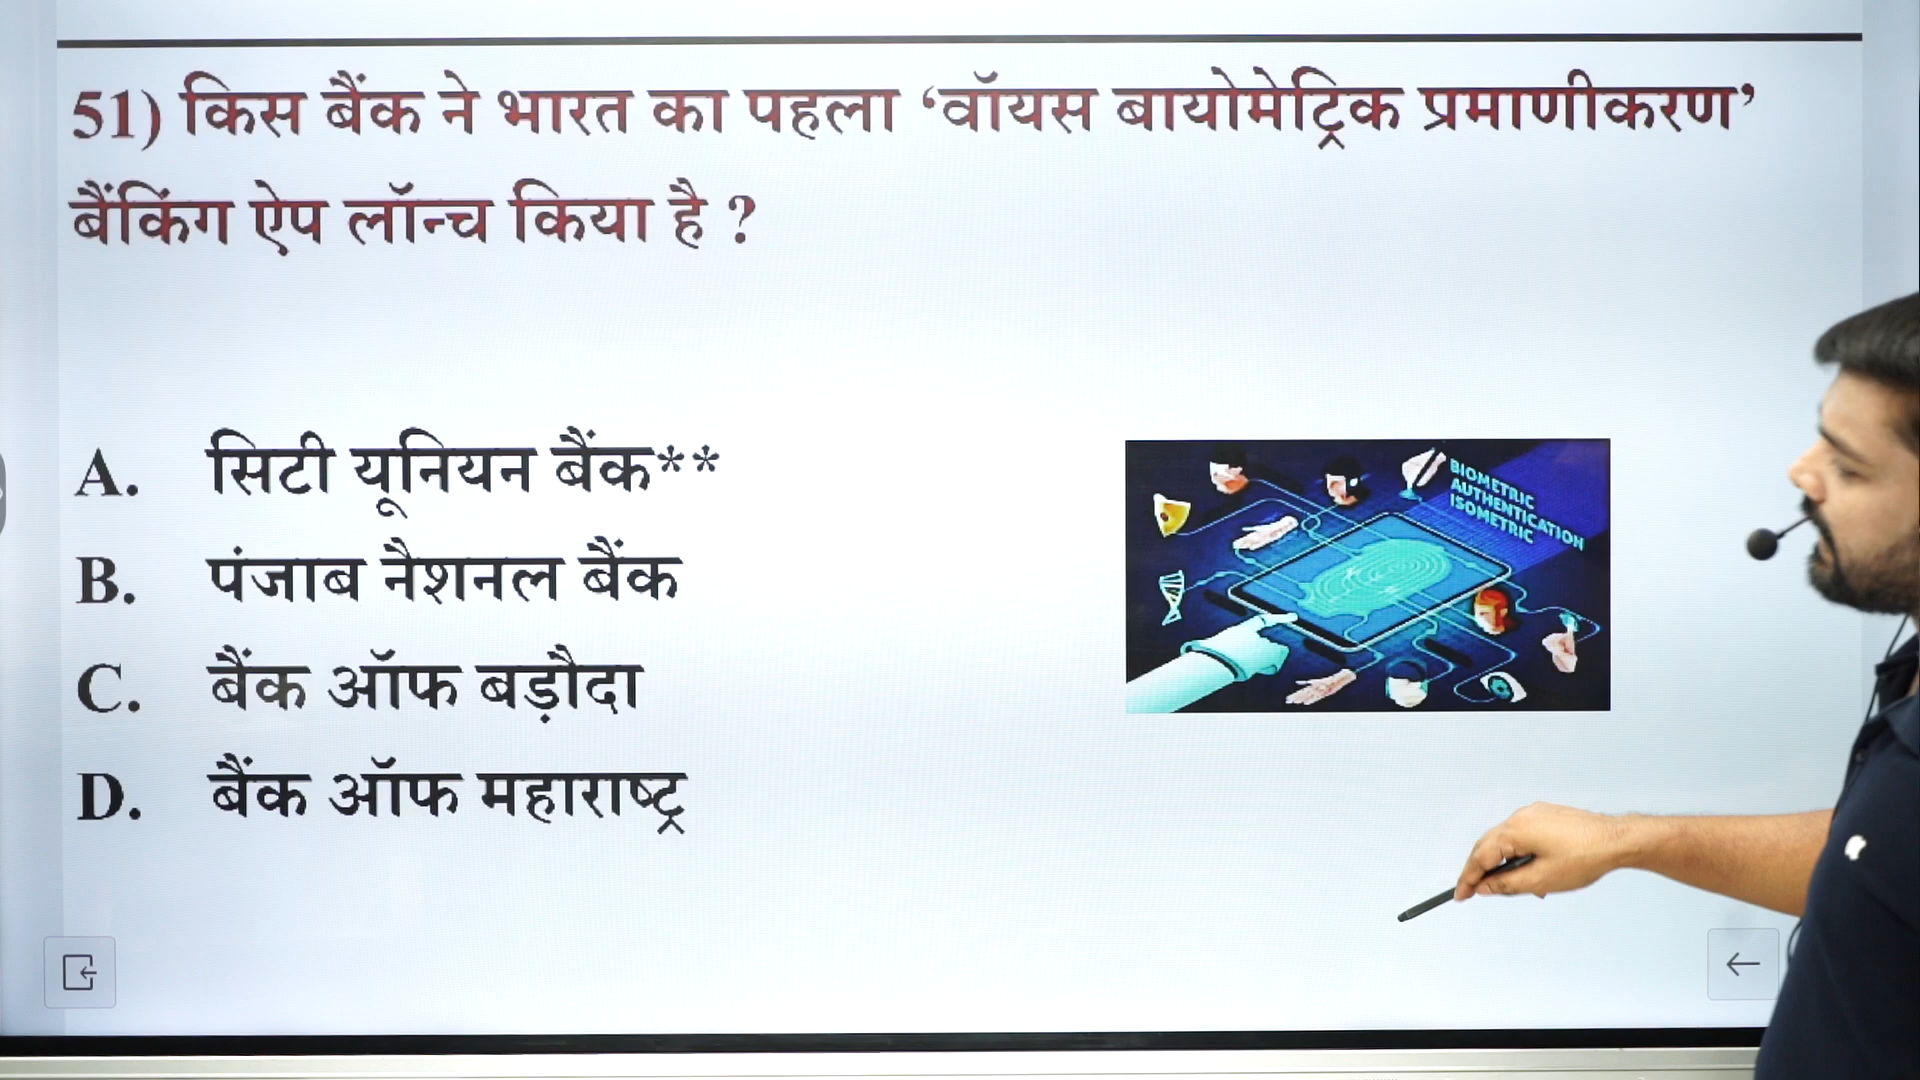 51) किस बैंक ने भारत का पहला ‘वॉयस बायोमेट्रिक प्रमाणीकरण’
बैंकिंग ऐप लॉन्च किया है ?
A. सिटी यूनियन बैंक**
B. पंजाब नैशनल बैंक
C. बैंक ऑफ बड़ौदा
D. बैंक ऑफ महाराष्ट्र
BIOMETRIC
AUTHENTICATION
ISOMETRIC